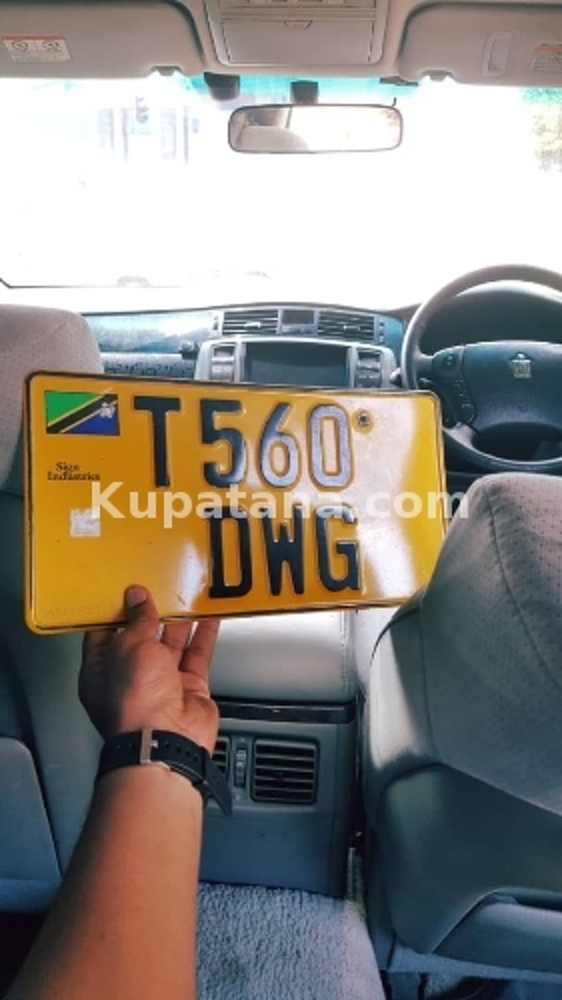 T560
Sign
Industries
Kupatana.com
DWG